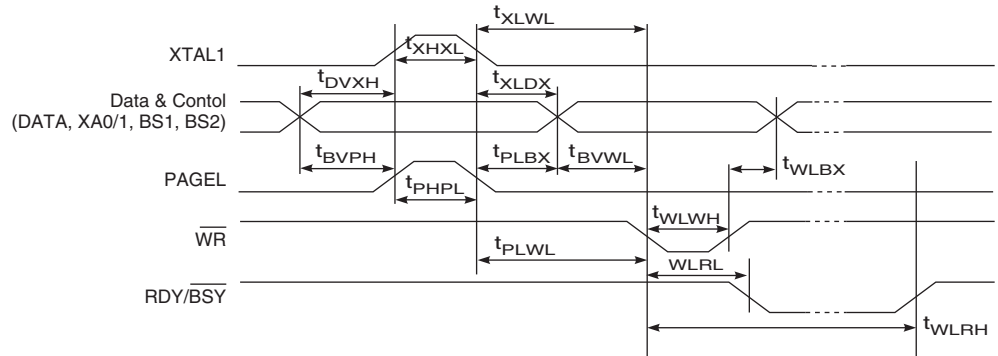 tXLWL
XTAL1
tXHXL
tDVXH
tXLDX
Data & Contol
(DATA, XA0/1, BS1, BS2)
tBVPH
tPLBX
tBVWL
tWLBX
PAGEL
tPHPL
tWLWH
WR
tPLWL
WLRL
RDY/BSY
tWLRH